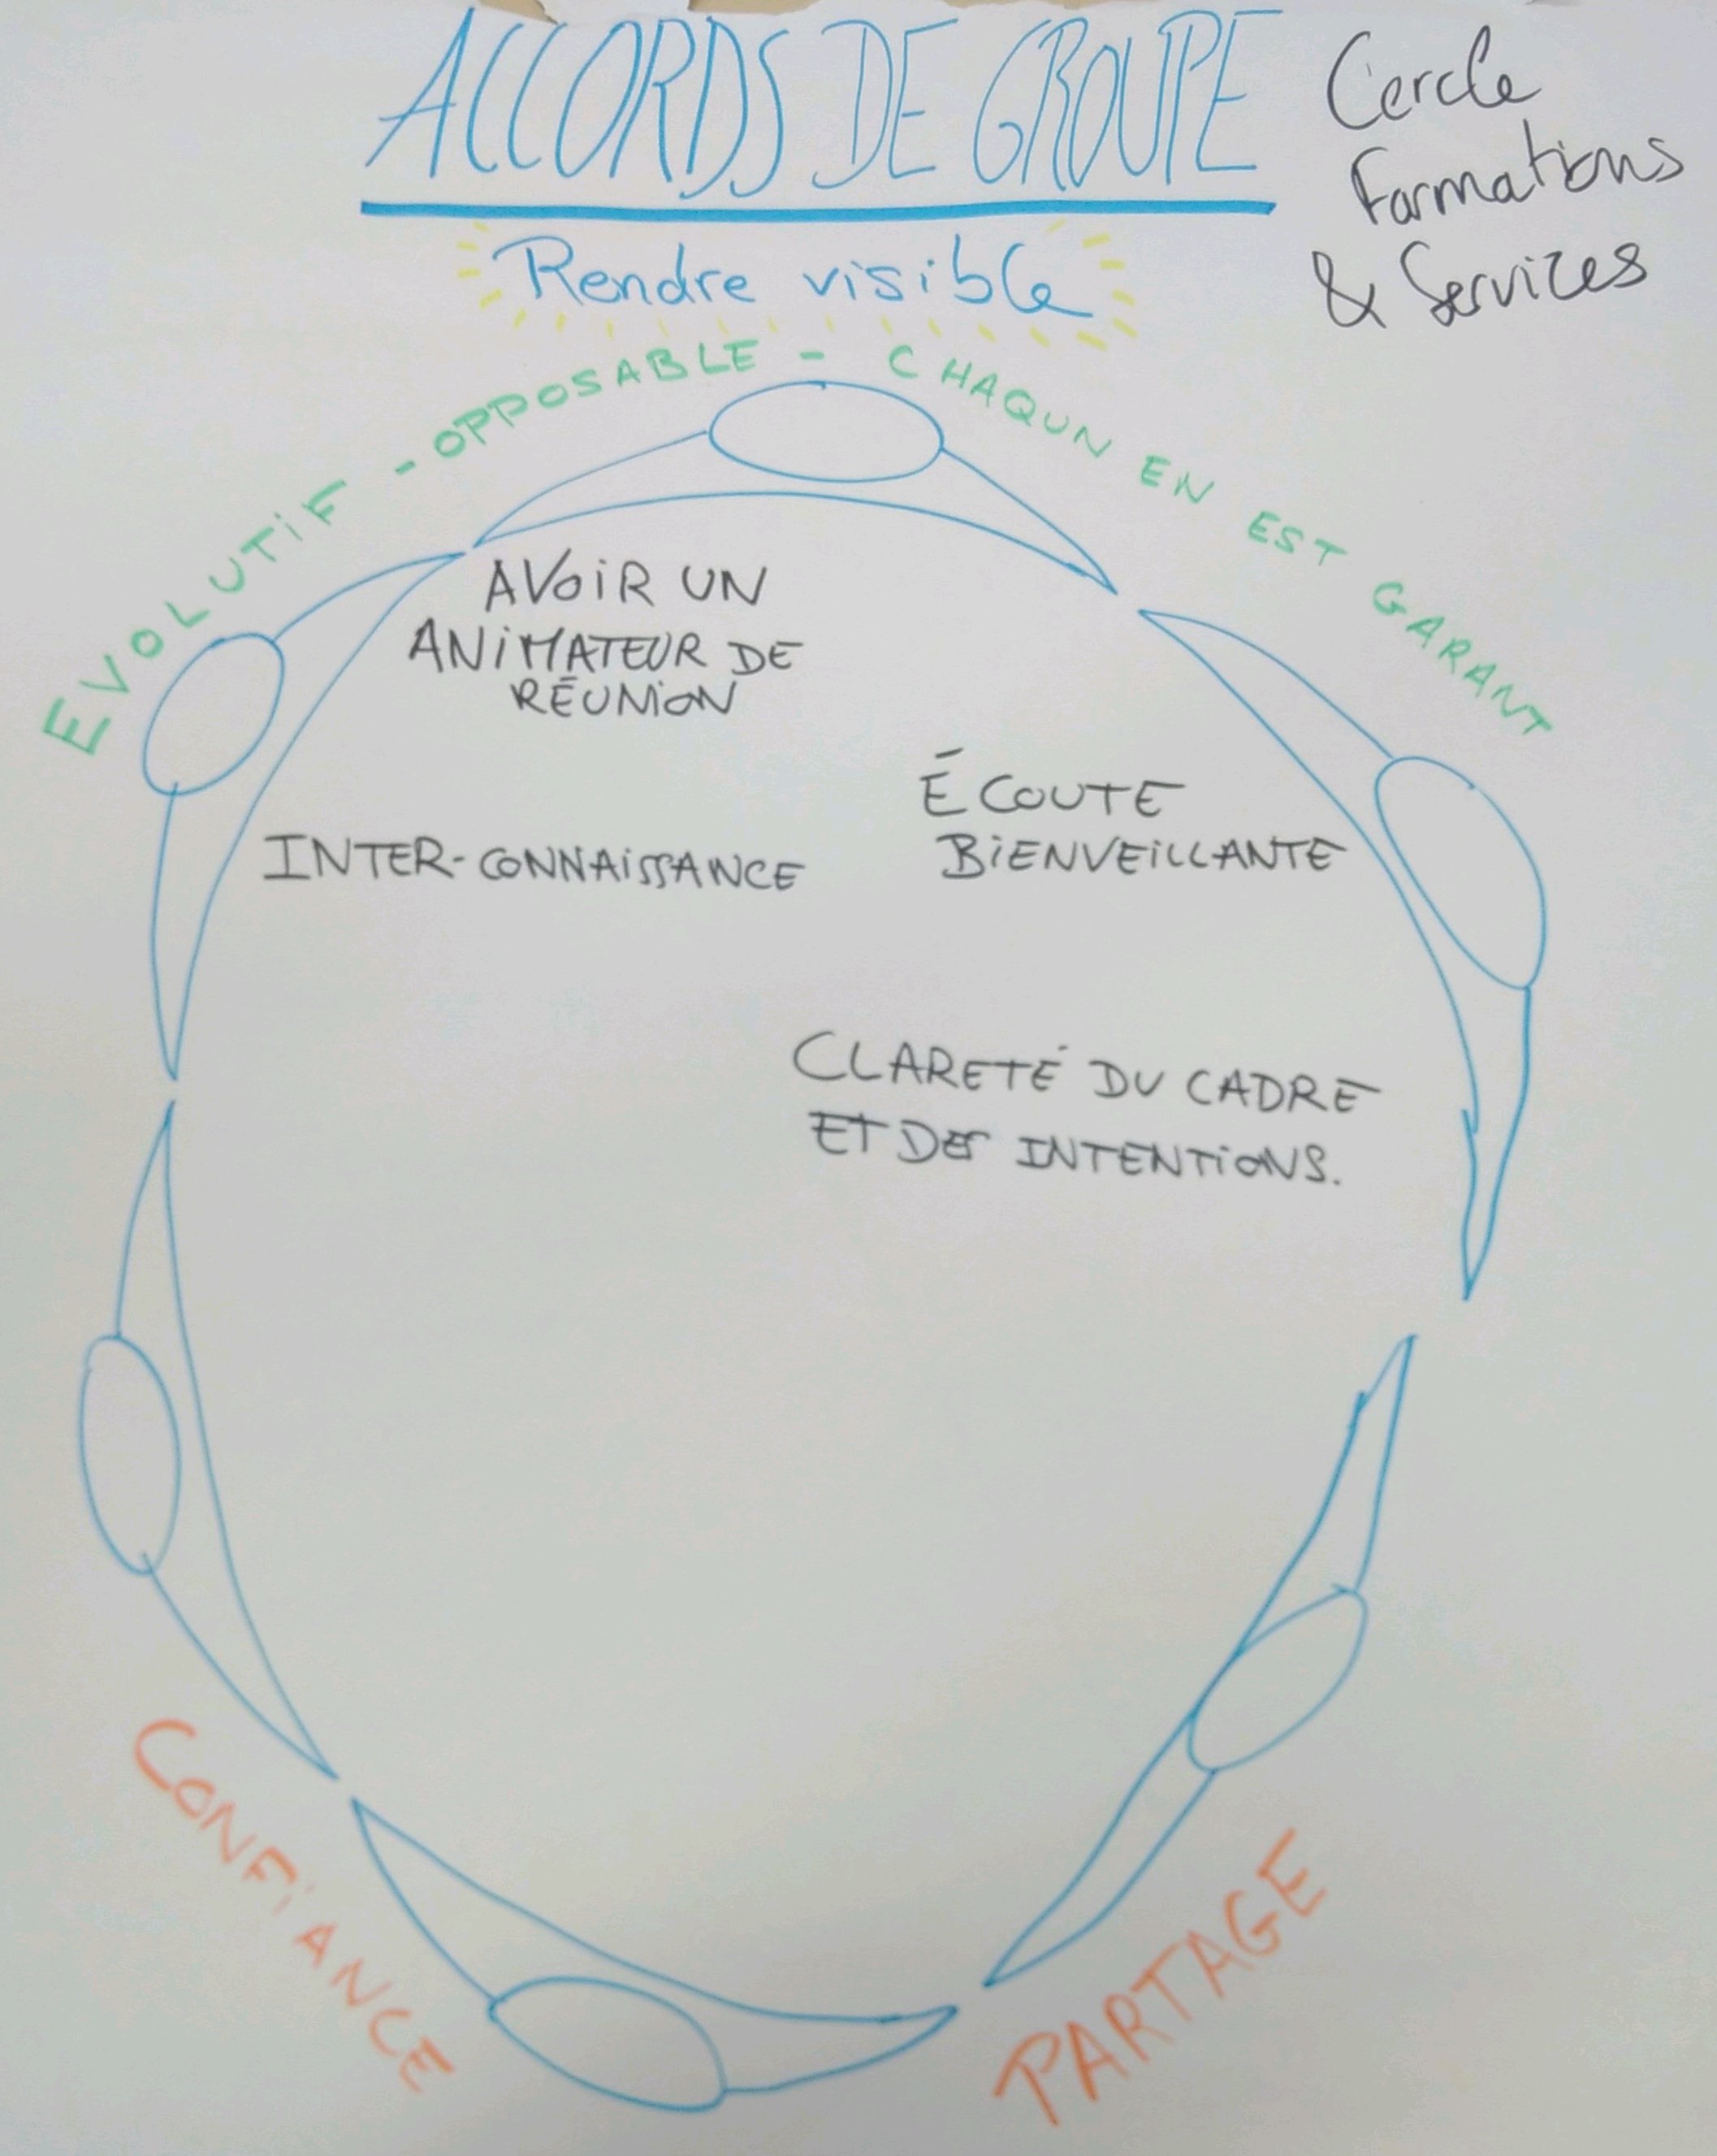 ACCORDS DE GROUPE
Cercle
Formations
& Services
Rendre visible
EVOLUTIF - OPPOSABLE - CHAQUN EN EST GARANT
AVOIR UN
ANIMATEUR DE
RÉUNION
ÉCOUTE
BIENVEILLANTE
INTER-CONNAISSANCE
CLARETÉ DU CADRE
ET DES INTENTIONS.
CONFIANCE
PARTAGE